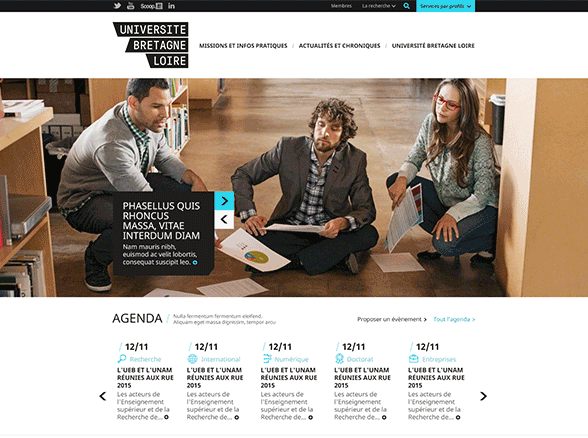 Scoop.it
Membres
La recherche
Services par profils
UNIVERSITE
BRETAGNE
LOIRE
MISSIONS ET INFOS PRATIQUES / ACTUALITÉS ET CHRONIQUES / UNIVERSITÉ BRETAGNE LOIRE
PHASELLUS QUIS
RHONCUS
MASSA, VITAE
INTERDUM DIAM
Nam mauris nibh,
euismod ac velit lobortis,
consequat suscipit leo.
AGENDA /
Nulla fermentum fermentum eleifend.
Aliquam eget massa dignissim, tempor arcu
Proposer un évènement >
Tout l'agenda >
/ 12/11
Recherche
L'UEB ET L'UNAM
RÉUNIES AUX RUE
2015
Les acteurs de
l'Enseignement
supérieur et de la
Recherche de...
/ 12/11
International
L'UEB ET L'UNAM
RÉUNIES AUX RUE
2015
Les acteurs de
l'Enseignement
supérieur et de la
Recherche de...
/ 12/11
Numérique
L'UEB ET L'UNAM
RÉUNIES AUX RUE
2015
Les acteurs de
l'Enseignement
supérieur et de la
Recherche de...
/ 12/11
Doctorat
L'UEB ET L'UNAM
RÉUNIES AUX RUE
2015
Les acteurs de
l'Enseignement
supérieur et de la
Recherche de...
/ 12/11
Entreprises
L'UEB ET L'UNAM
RÉUNIES AUX RUE
2015
Les acteurs de
l'Enseignement
supérieur et de la
Recherche de...